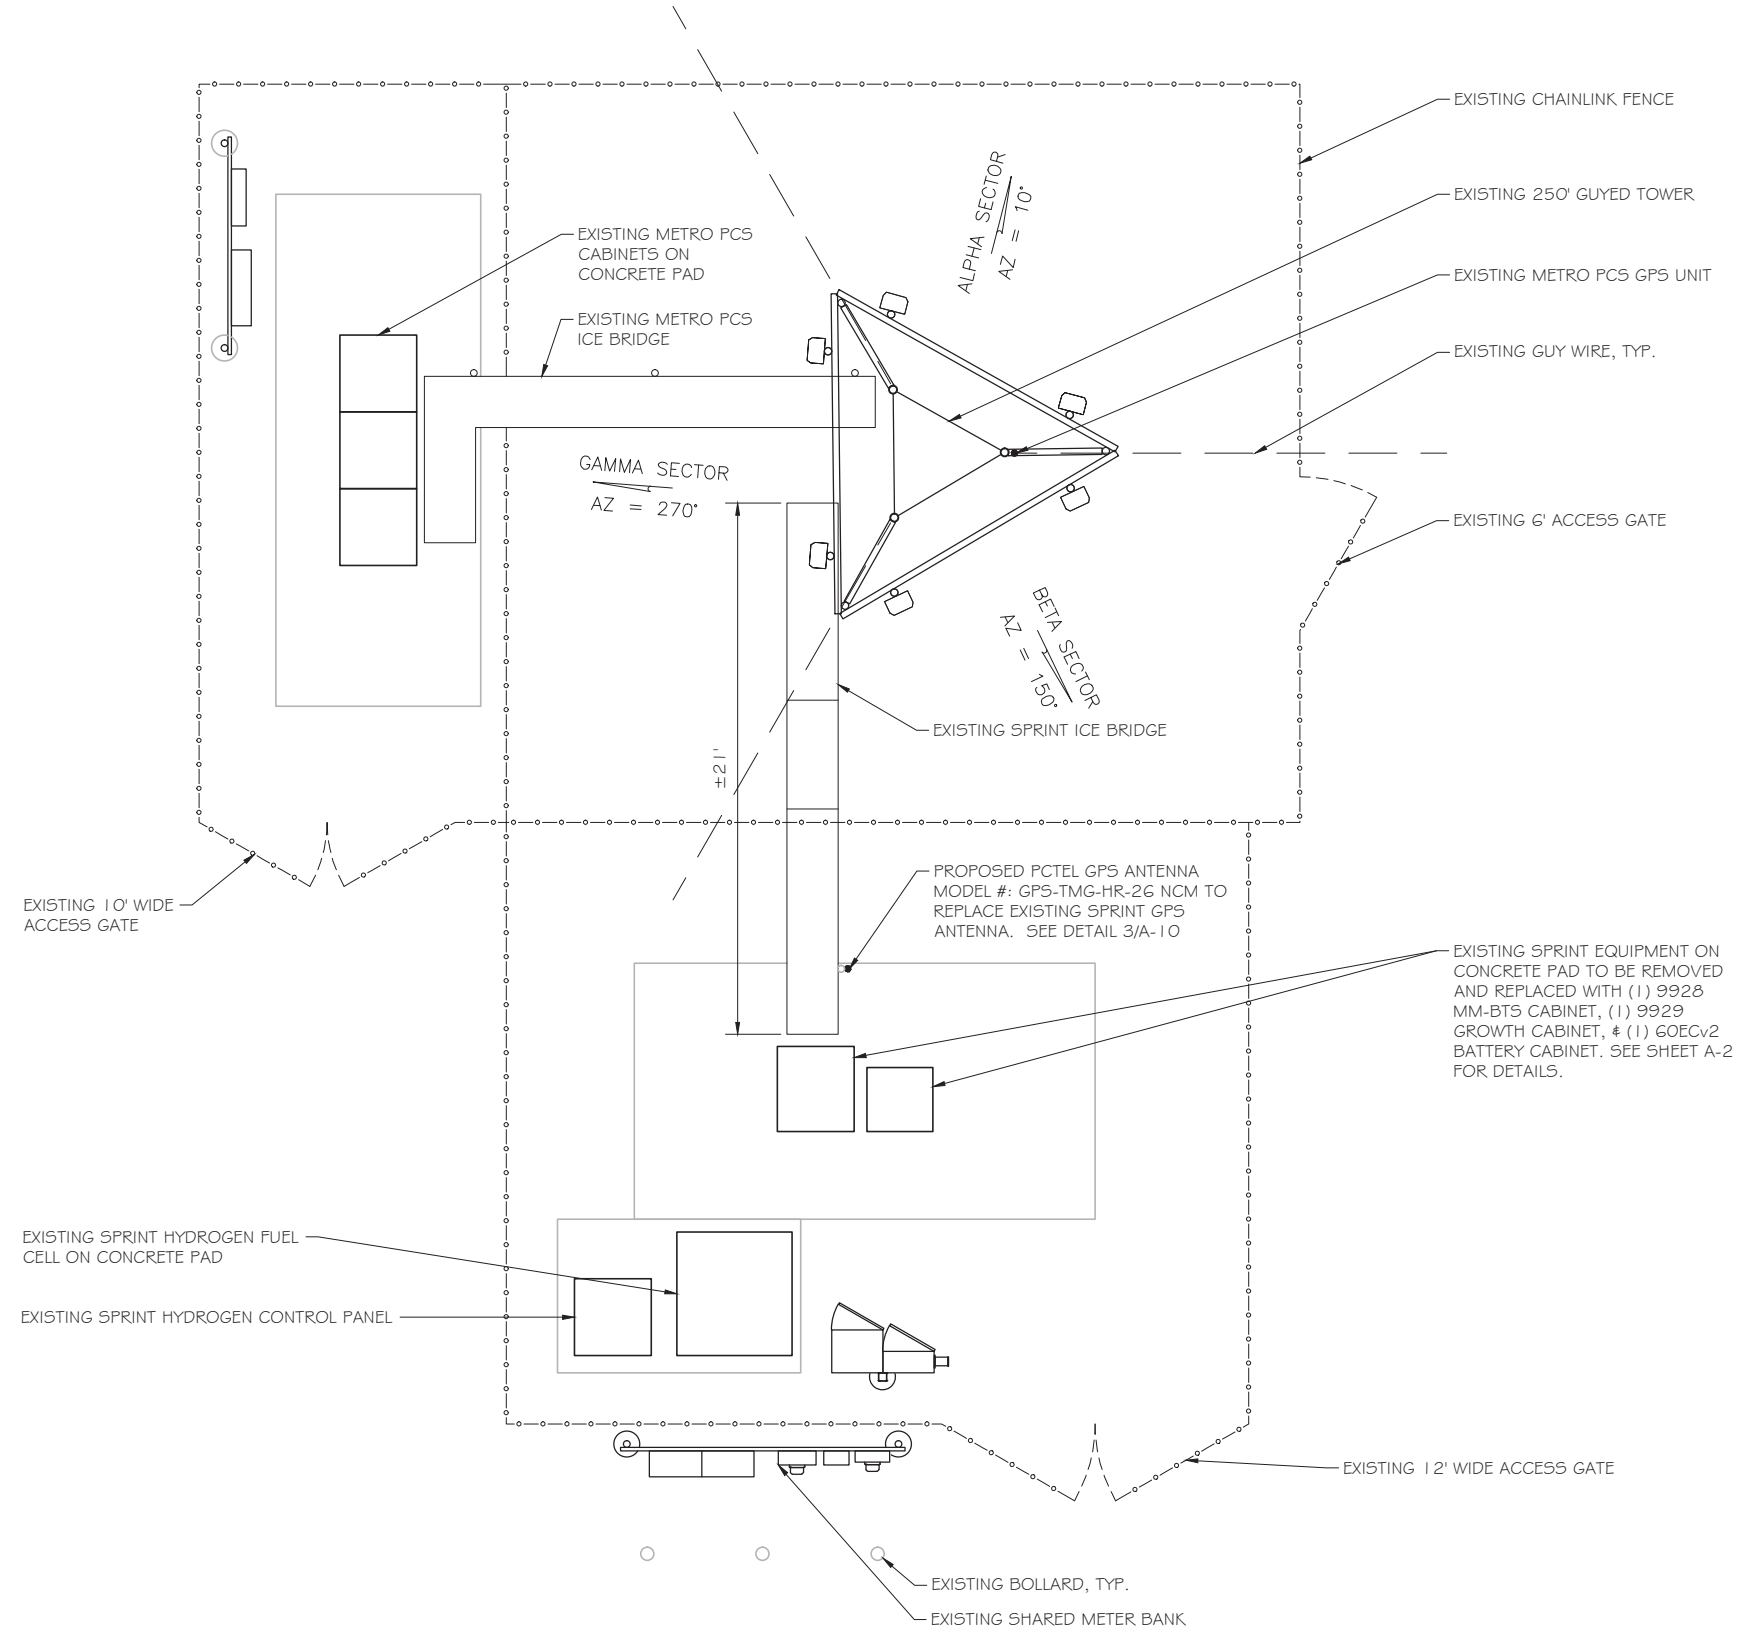 EXISTING CHAINLINK FENCE
ALPHA SECTOR
AZ = 10°
EXISTING 250' GUYED TOWER
EXISTING METRO PCS
CABINETS ON
CONCRETE PAD
EXISTING METRO PCS GPS UNIT
EXISTING METRO PCS
ICE BRIDGE
EXISTING GUY WIRE, TYP.
GAMMA SECTOR
AZ = 270°
EXISTING 6' ACCESS GATE
BETA SECTOR
AZ = 150°
EXISTING SPRINT ICE BRIDGE
±21'
EXISTING 10' WIDE
ACCESS GATE
PROPOSED PCTEL GPS ANTENNA
MODEL #: GPS-TMG-HR-26 NCM TO
REPLACE EXISTING SPRINT GPS
ANTENNA. SEE DETAIL 3/A-10
EXISTING SPRINT EQUIPMENT ON
CONCRETE PAD TO BE REMOVED
AND REPLACED WITH (1) 9928
MM-BTS CABINET, (1) 9929
GROWTH CABINET, & (1) 60ECv2
BATTERY CABINET. SEE SHEET A-2
FOR DETAILS.
EXISTING SPRINT HYDROGEN FUEL
CELL ON CONCRETE PAD
EXISTING SPRINT HYDROGEN CONTROL PANEL
EXISTING 12' WIDE ACCESS GATE
EXISTING BOLLARD, TYP.
EXISTING SHARED METER BANK